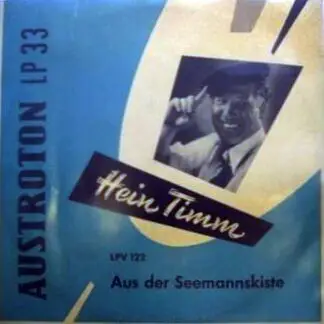 AUSTROTON LP 33
Hein Timm
LPV 122
Aus der Seemannskiste